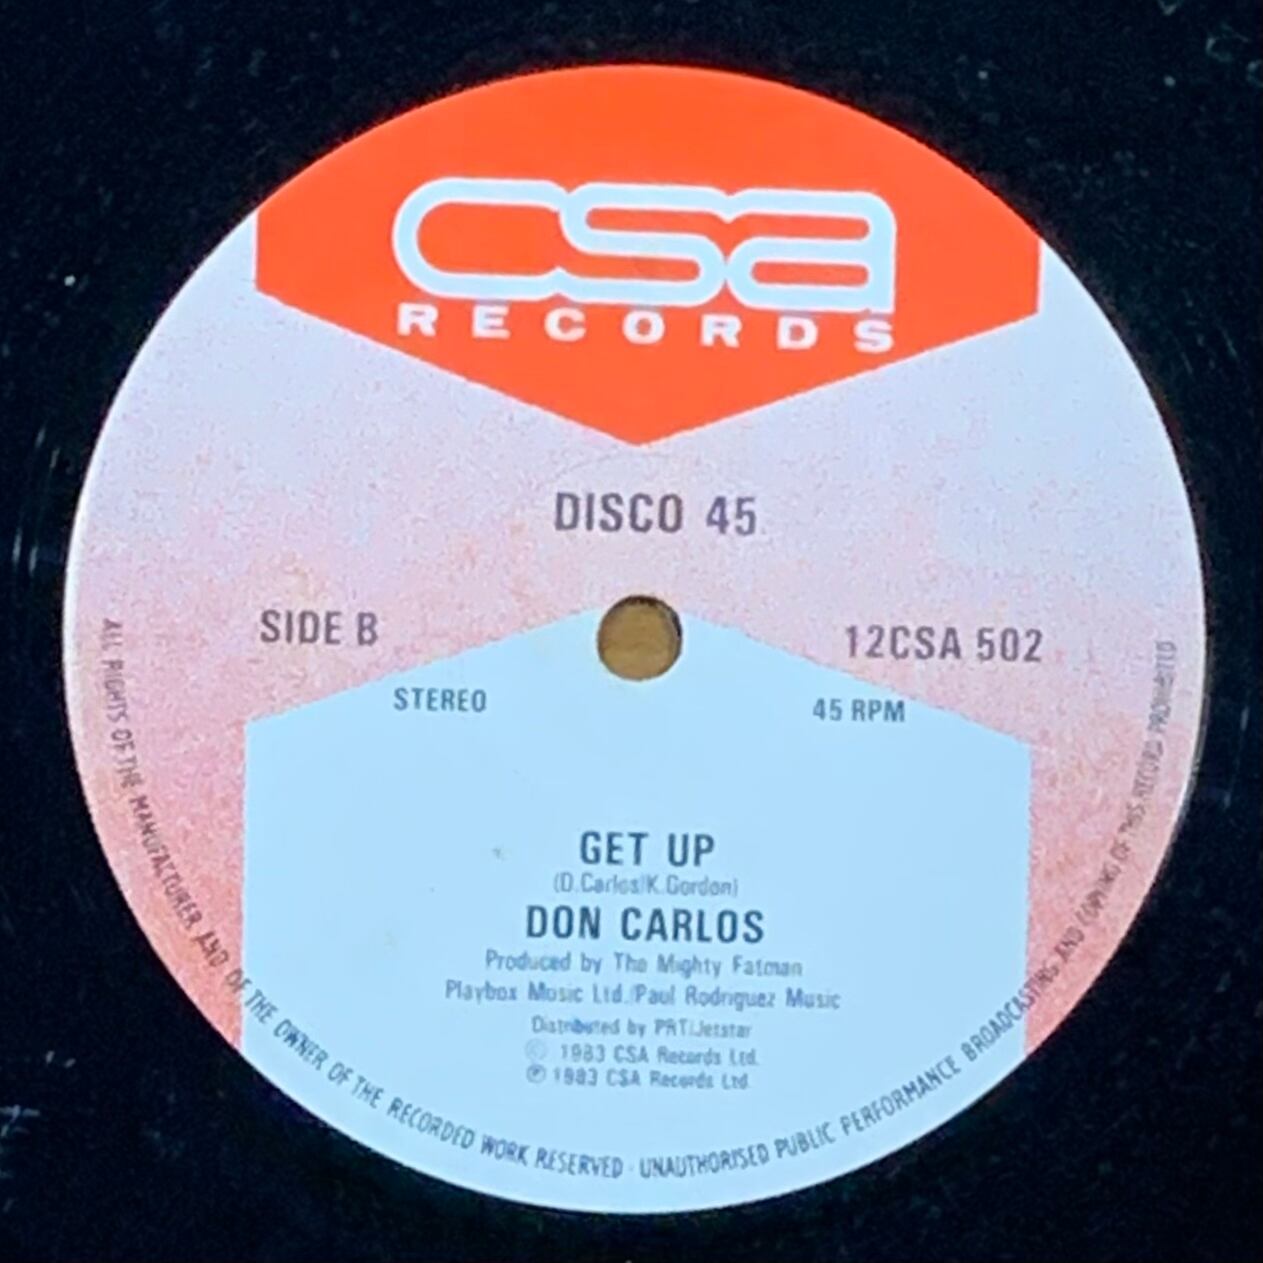 csa
RECORDS
DISCO 45
SIDE B
12CSA 502
STEREO
45 RPM
GET UP
(D.Carlos/K.Gordon)
DON CARLOS
Produced by The Mighty Fatman
Playbox Music Ltd./Paul Rodriguez Music
Distributed by PRT/Jetstar
© 1983 CSA Records Ltd.
℗ 1983 CSA Records Ltd.
ALL RIGHTS OF THE MANUFACTURER AND OF THE OWNER OF THE RECORDED WORK RESERVED · UNAUTHORISED PUBLIC PERFORMANCE BROADCASTING AND COPYING OF THIS RECORD PROHIBITED